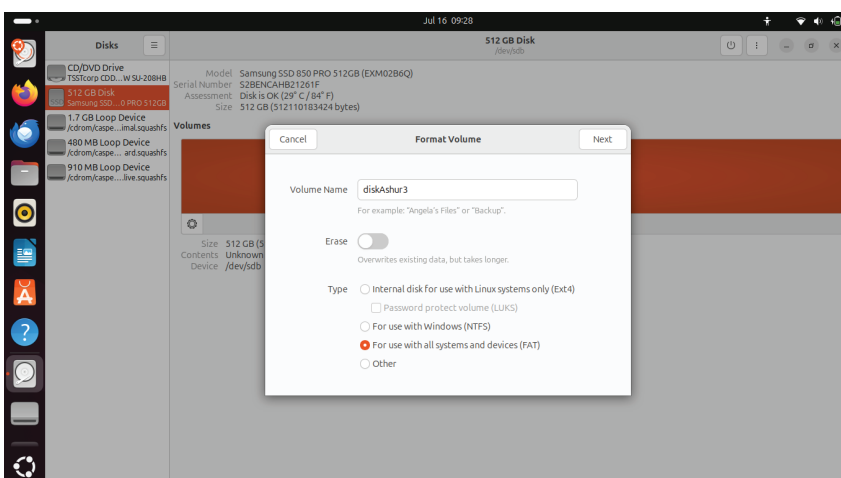 Jul 16 09:28
Disks
512 GB Disk
/dev/sdb
CD/DVD Drive
TSSTcorp CDD...W SU-208HB
512 GB Disk
Samsung SSD...0 PRO 512GB
1.7 GB Loop Device
/cdrom/caspe...imal.squashfs
480 MB Loop Device
/cdrom/caspe... ard.squashfs
910 MB Loop Device
/cdrom/caspe....live.squashfs
Model Samsung SSD 850 PRO 512GB (EXM02B6Q)
Serial Number S2BENCAHB21261F
Assessment Disk is OK (29° C / 84° F)
Size 512 GB (512110183424 bytes)
Volumes
Size 512 GB (5
Contents Unknown
Device /dev/sdb
Cancel
Format Volume
Next
Volume Name diskAshur3
For example: "Angela's Files" or "Backup".
Erase
Overwrites existing data, but takes longer.
Type Internal disk for use with Linux systems only (Ext4)
Password protect volume (LUKS)
For use with Windows (NTFS)
For use with all systems and devices (FAT)
Other